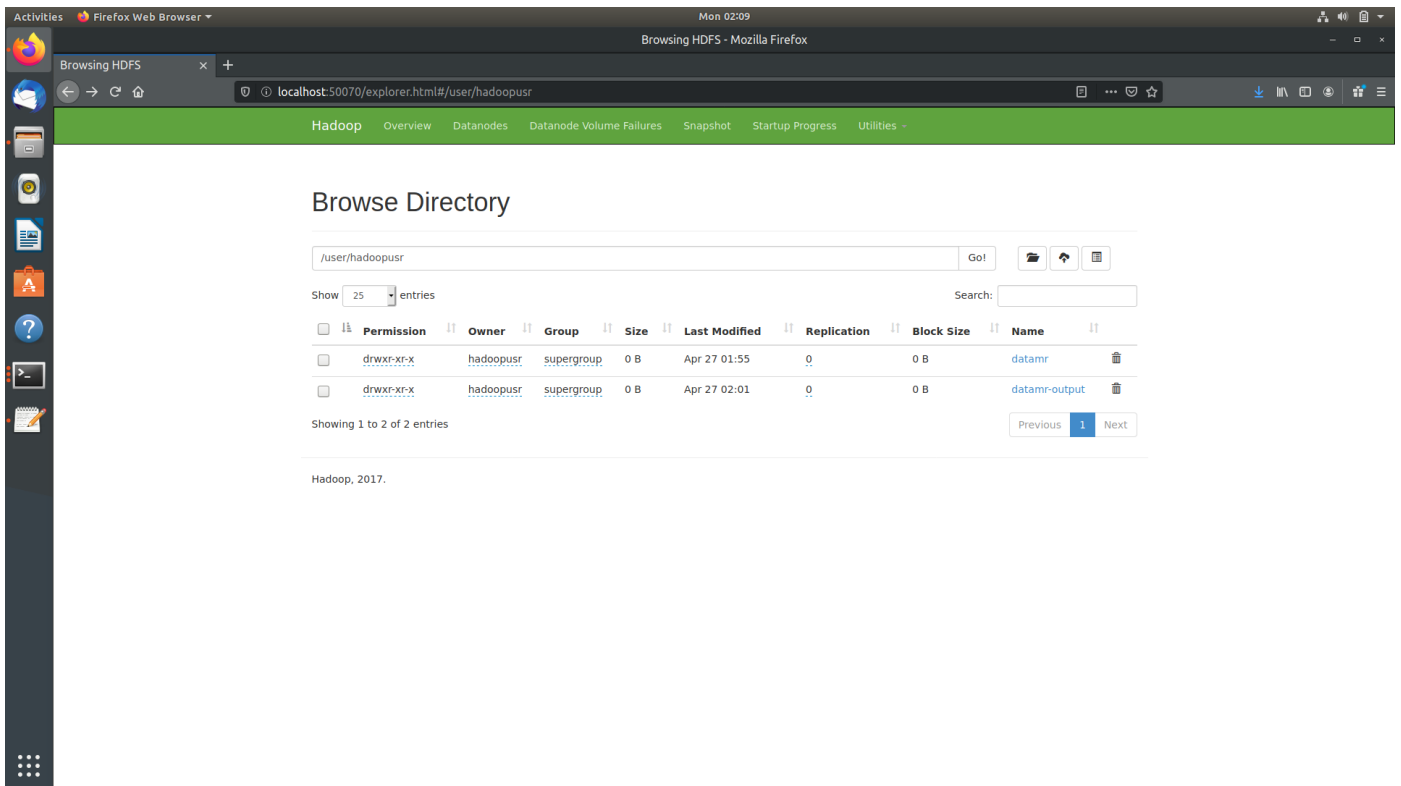 Activities Firefox Web Browser Mon 02:09
Browsing HDFS - Mozilla Firefox
Browsing HDFS
localhost:50070/explorer.html#/user/hadoopusr
Hadoop Overview Datanodes Datanode Volume Failures Snapshot Startup Progress Utilities
Browse Directory
/user/hadoopusr Go!
Show 25 entries Search:
Permission Owner Group Size Last Modified Replication Block Size Name
drwxr-xr-x hadoopusr supergroup 0 B Apr 27 01:55 0 0 B datamr
drwxr-xr-x hadoopusr supergroup 0 B Apr 27 02:01 0 0 B datamr-output
Showing 1 to 2 of 2 entries Previous 1 Next
Hadoop, 2017.